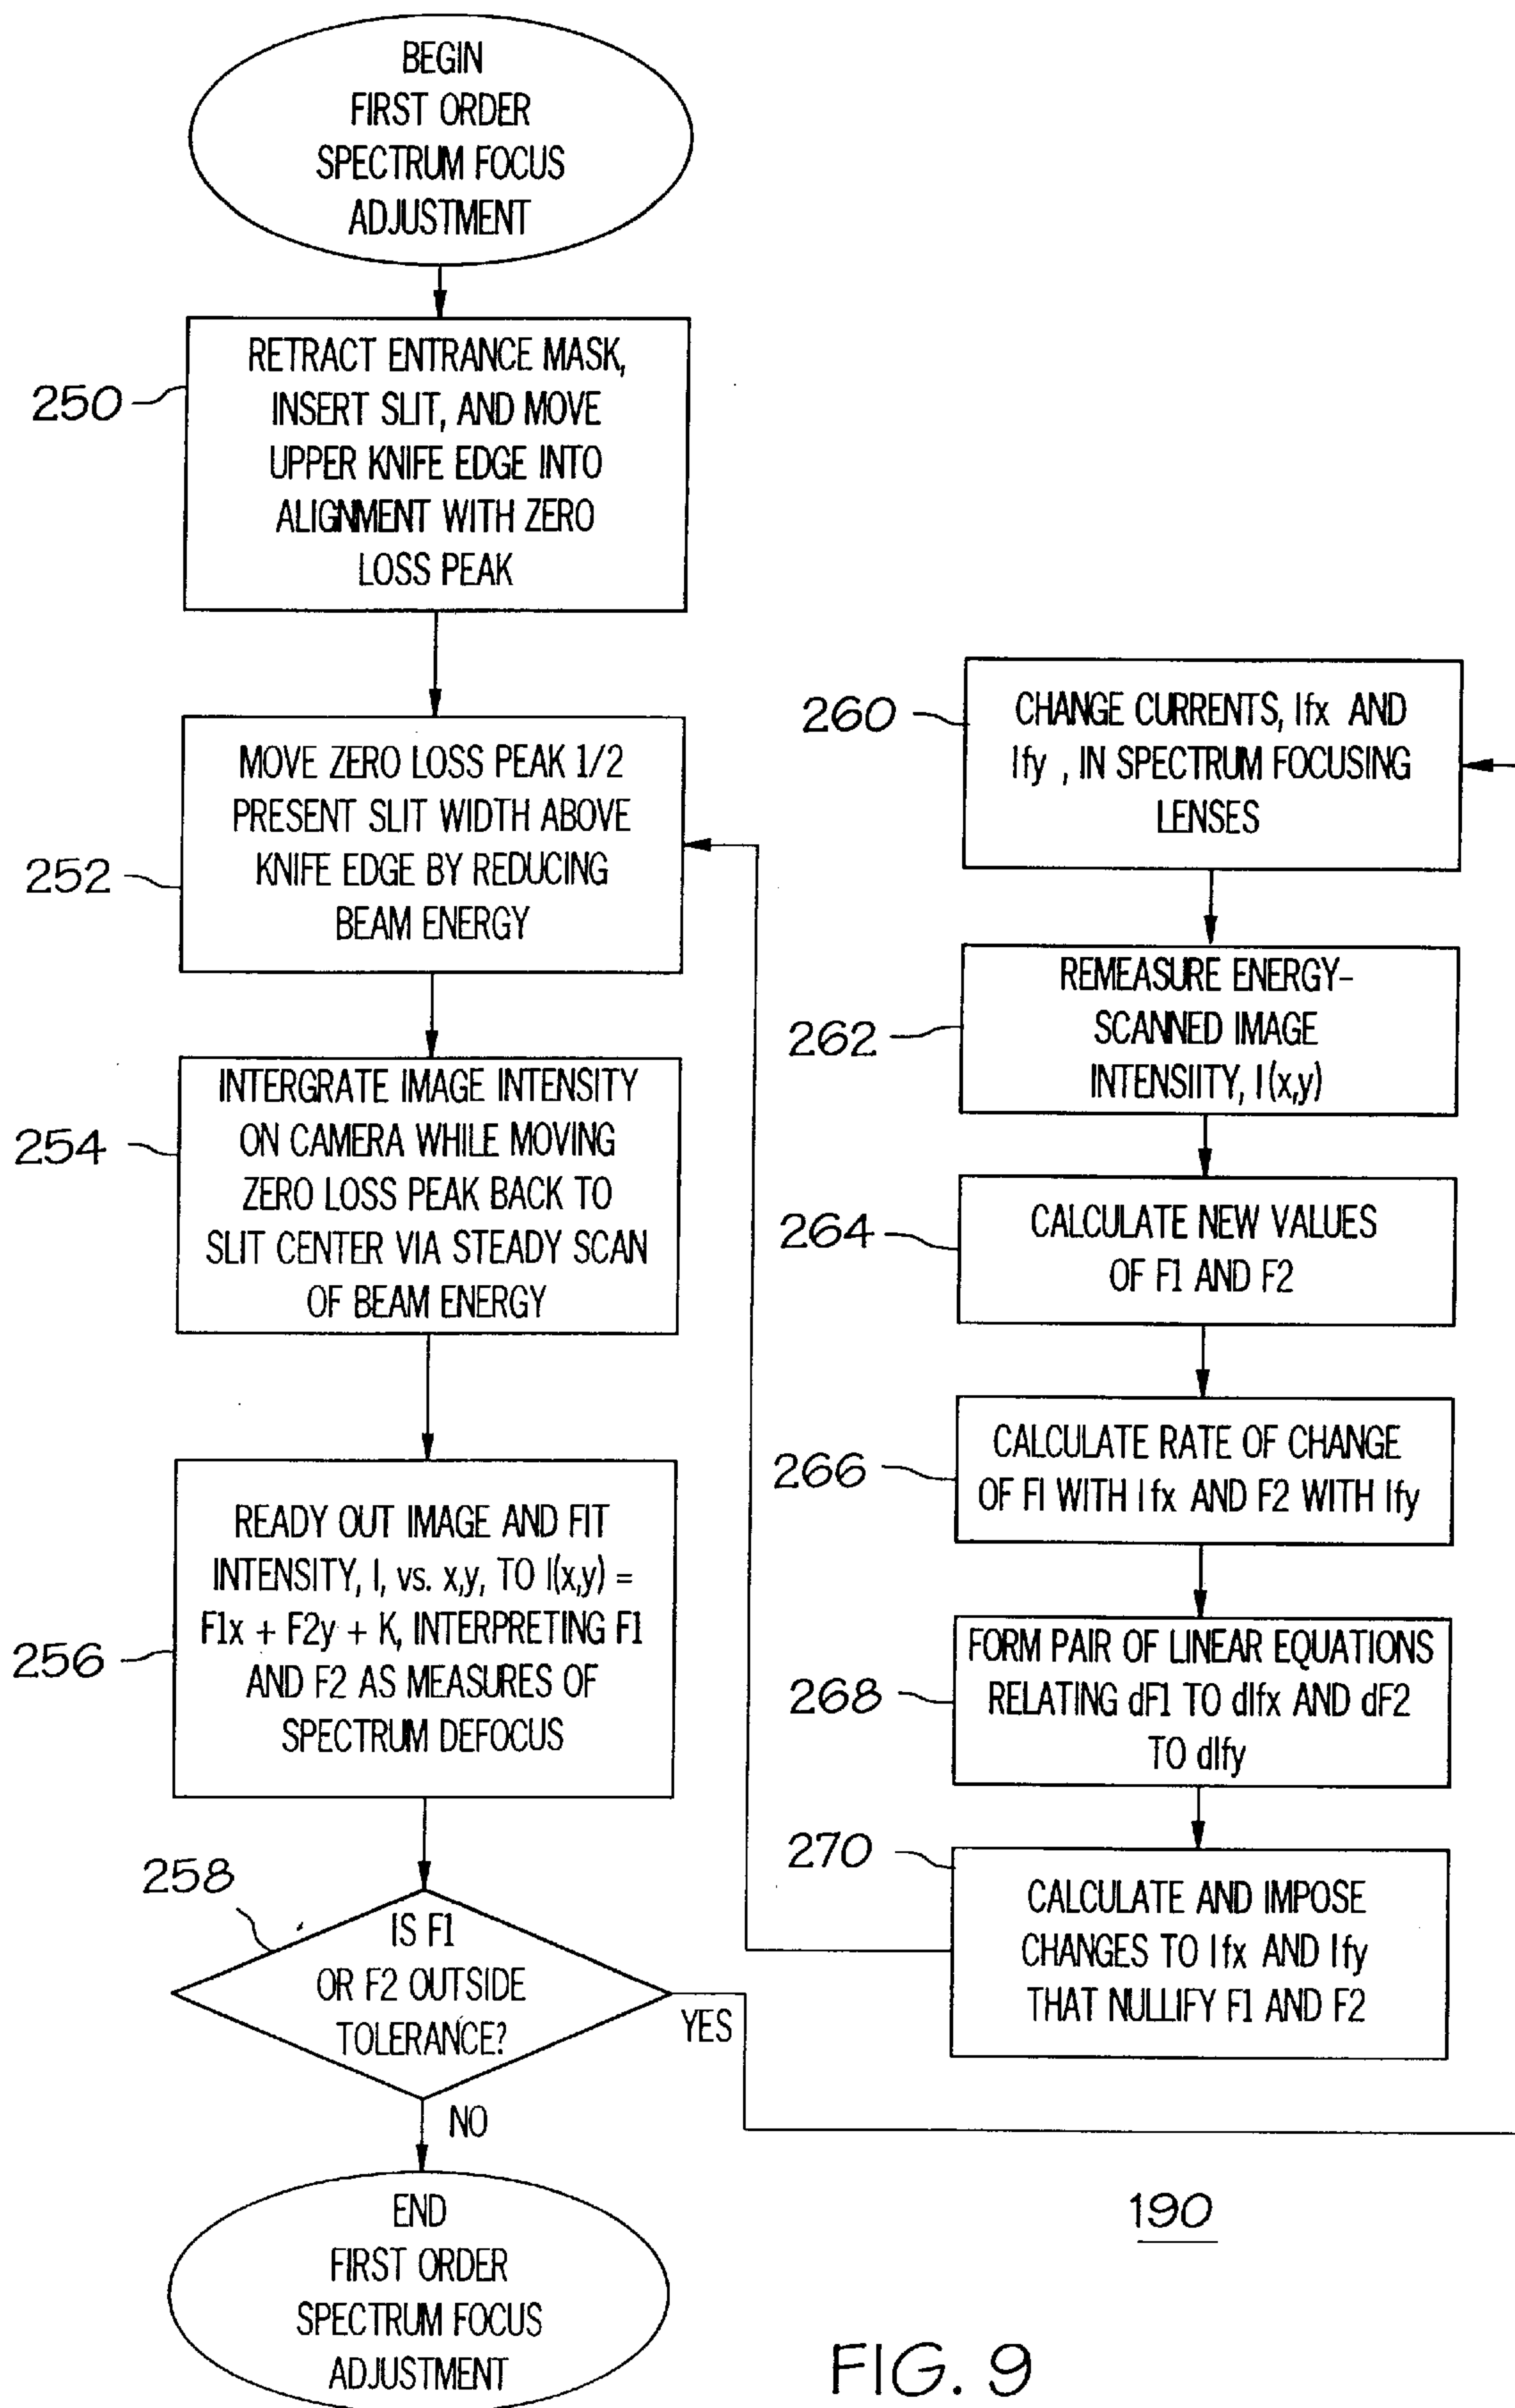 BEGIN
FIRST ORDER
SPECTRUM FOCUS
ADJUSTMENT
250
RETRACT ENTRANCE MASK,
INSERT SLIT, AND MOVE
UPPER KNIFE EDGE INTO
ALIGNMENT WITH ZERO
LOSS PEAK
252
MOVE ZERO LOSS PEAK 1/2
PRESENT SLIT WIDTH ABOVE
KNIFE EDGE BY REDUCING
BEAM ENERGY
254
INTERGRATE IMAGE INTENSITY
ON CAMERA WHILE MOVING
ZERO LOSS PEAK BACK TO
SLIT CENTER VIA STEADY SCAN
OF BEAM ENERGY
256
READY OUT IMAGE AND FIT
INTENSITY, I, vs. x,y, TO I(x,y) =
F1x + F2y + K, INTERPRETING F1
AND F2 AS MEASURES OF
SPECTRUM DEFOCUS
258
IS F1
OR F2 OUTSIDE
TOLERANCE?
YES
NO
END
FIRST ORDER
SPECTRUM FOCUS
ADJUSTMENT
260
CHANGE CURRENTS, Ifx AND
Ify , IN SPECTRUM FOCUSING
LENSES
262
REMEASURE ENERGY-
SCANNED IMAGE
INTENSIITY, I(x,y)
264
CALCULATE NEW VALUES
OF F1 AND F2
266
CALCULATE RATE OF CHANGE
OF F1 WITH Ifx AND F2 WITH Ify
268
FORM PAIR OF LINEAR EQUATIONS
RELATING dF1 TO dIfx AND dF2
TO dIfy
270
CALCULATE AND IMPOSE
CHANGES TO Ifx AND Ify
THAT NULLIFY F1 AND F2
190
FIG. 9